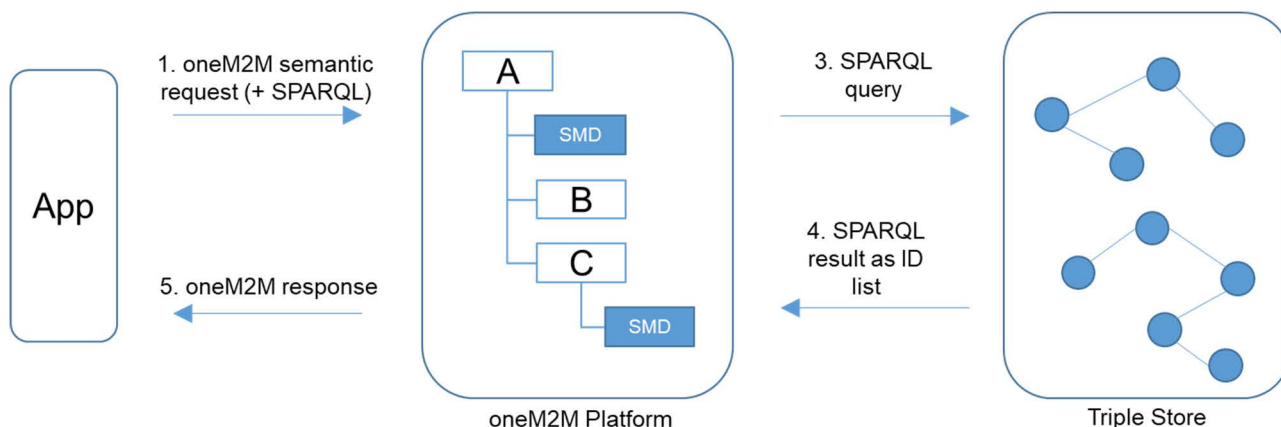 App
1. oneM2M semantic
request (+ SPARQL)
5. oneM2M response
A
SMD
B
C
SMD
oneM2M Platform
3. SPARQL
query
4. SPARQL
result as ID
list
Triple Store